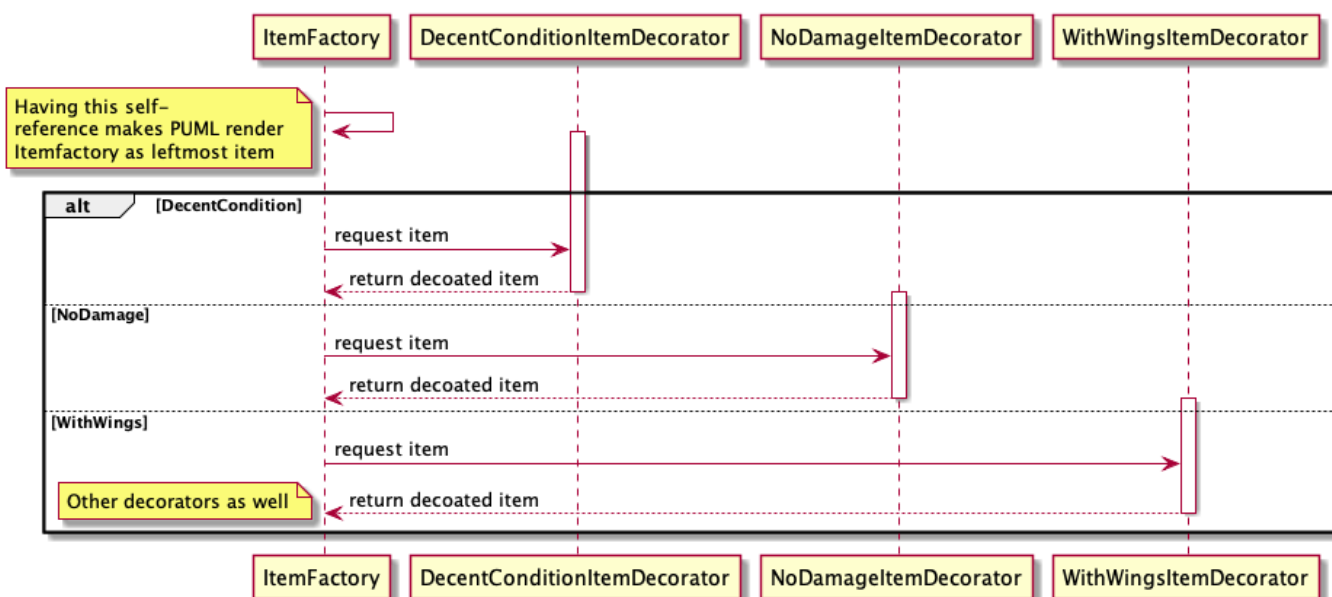 ItemFactory
DecentConditionItemDecorator
NoDamageItemDecorator
WithWingsItemDecorator
Having this self-
reference makes PUML render
Itemfactory as leftmost item
alt
[DecentCondition]
request item
return decoated item
[NoDamage]
request item
return decoated item
[WithWings]
request item
Other decorators as well
return decoated item
ItemFactory
DecentConditionItemDecorator
NoDamageItemDecorator
WithWingsItemDecorator